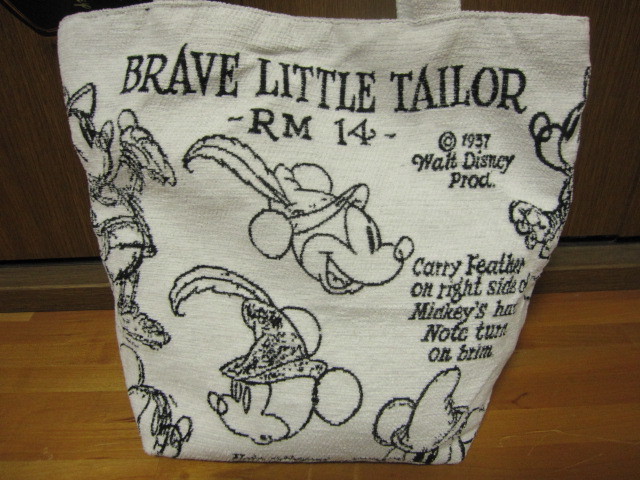 BRAVE LITTLE TAILOR
- RM 14 -
© 1937
Walt Disney
Prod.
Carry Feather
on right side
Mickey's hat
Note turn
on brim